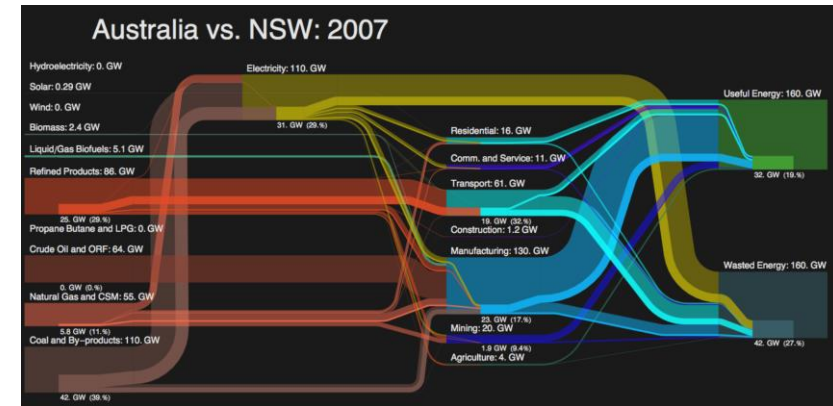 Australia vs. NSW: 2007
Hydroelectricity: 0. GW
Solar: 0.29 GW
Wind: 0. GW
Biomass: 2.4 GW
Liquid/Gas Biofuels: 5.1 GW
Refined Products: 86. GW
25. GW (29.%)
Propane Butane and LPG: 0. GW
Crude Oil and ORF: 64. GW
0. GW (0.%)
Natural Gas and CSM: 55. GW
5.8 GW (11.%)
Coal and By-products: 110. GW
42. GW (39.%)
Electricity: 110. GW
31. GW (29.%)
Residential: 16. GW
Comm. and Service: 11. GW
Transport: 61. GW
19. GW (32.%)
Construction: 1.2 GW
Manufacturing: 130. GW
23. GW (17.%)
Mining: 20. GW
1.9 GW (9.4%)
Agriculture: 4. GW
Useful Energy: 160. GW
32. GW (19.%)
Wasted Energy: 160. GW
42. GW (27.%)